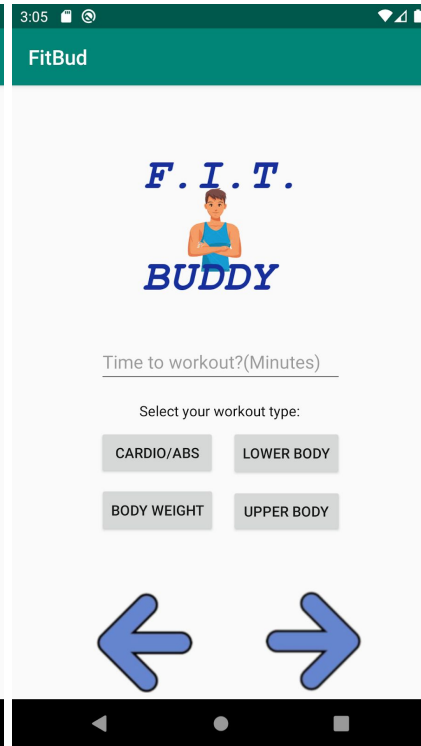 3:05
FitBud
F.I.T.
BUDDY
Time to workout?(Minutes)
Select your workout type:
CARDIO/ABS LOWER BODY
BODY WEIGHT UPPER BODY